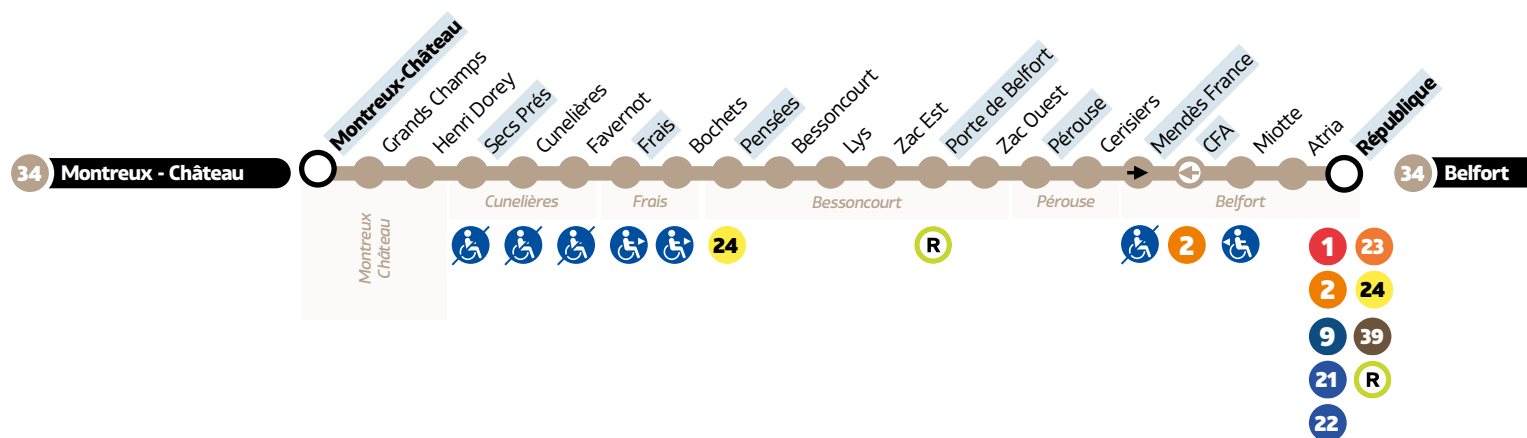 34 Montreux - Château
Montreux-Château
Grands Champs
Henri Dorey
Secs Prés
Cunelières
Favernot
Frais
Bochets
Pensées
Bessoncourt
Lys
Zac Est
Porte de Belfort
Zac Ouest
Pérouse
Cerisiers
Mendès France
CFA
Miotte
Atria
République
34 Belfort
Montreux
Château
Cunelières
Frais
Bessoncourt
Pérouse
Belfort
24
R
2
1 23
2 24
9 39
21 R
22